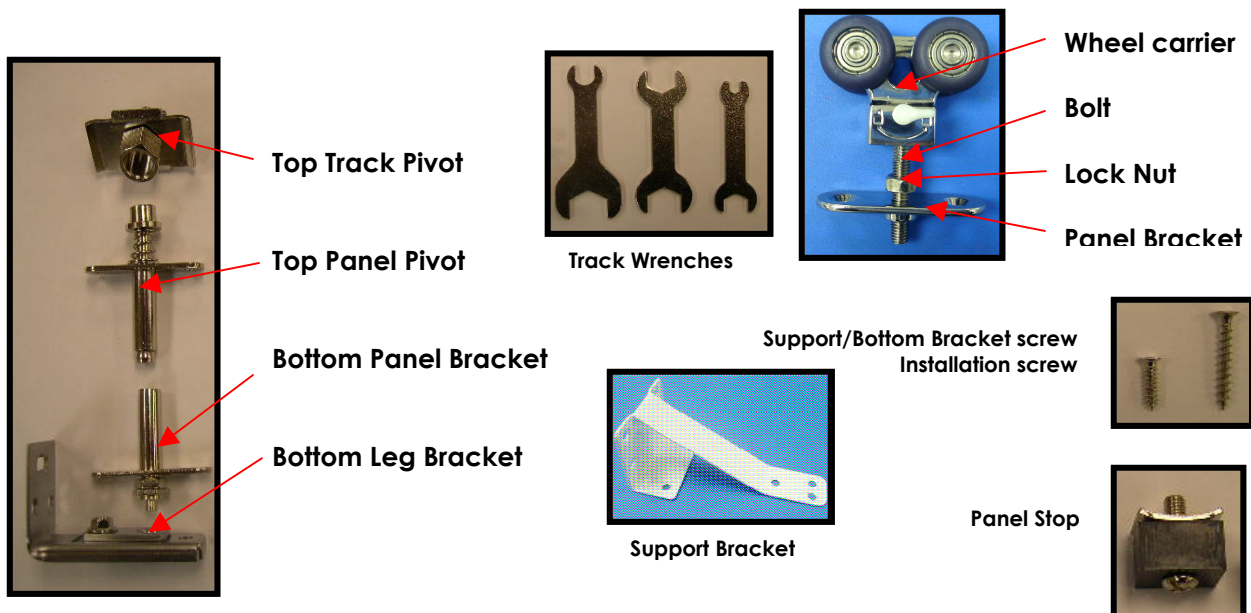 Top Track Pivot
Top Panel Pivot
Bottom Panel Bracket
Bottom Leg Bracket
Track Wrenches
Wheel carrier
Bolt
Lock Nut
Panel Bracket
Support/Bottom Bracket screw
Installation screw
Support Bracket
Panel Stop